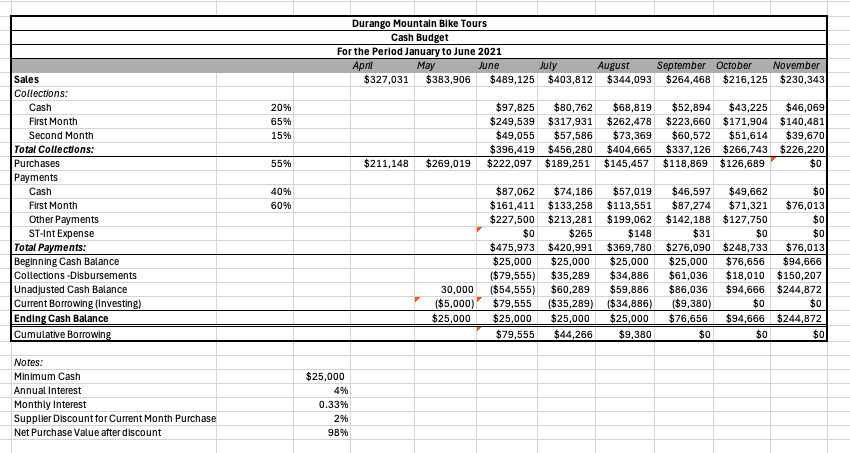 Durango Mountain Bike Tours
Cash Budget
For the Period January to June 2021
April May June July August September October November
Sales $327,031 $383,906 $489,125 $403,812 $344,093 $264,468 $216,125 $230,343
Collections:
Cash 20% $97,825 $80,762 $68,819 $52,894 $43,225 $46,069
First Month 65% $249,539 $317,931 $262,478 $223,660 $171,904 $140,481
Second Month 15% $49,055 $57,586 $73,369 $60,572 $51,614 $39,670
Total Collections: $396,419 $456,280 $404,665 $337,126 $266,743 $226,220
Purchases 55% $211,148 $269,019 $222,097 $189,251 $145,457 $118,869 $126,689 $0
Payments
Cash 40% $87,062 $74,186 $57,019 $46,597 $49,662 $0
First Month 60% $161,411 $133,258 $113,551 $87,274 $71,321 $76,013
Other Payments $227,500 $213,281 $199,062 $142,188 $127,750 $0
ST-Int Expense $0 $265 $148 $31 $0 $0
Total Payments: $475,973 $420,991 $369,780 $276,090 $248,733 $76,013
Beginning Cash Balance $25,000 $25,000 $25,000 $25,000 $76,656 $94,666
Collections -Disbursements ($79,555) $35,289 $34,886 $61,036 $18,010 $150,207
Unadjusted Cash Balance 30,000 ($54,555) $60,289 $59,886 $86,036 $94,666 $244,872
Current Borrowing (Investing) ($5,000) $79,555 ($35,289) ($34,886) ($9,380) $0 $0
Ending Cash Balance $25,000 $25,000 $25,000 $25,000 $76,656 $94,666 $244,872
Cumulative Borrowing $79,555 $44,266 $9,380 $0 $0 $0
Notes:
Minimum Cash $25,000
Annual Interest 4%
Monthly Interest 0.33%
Supplier Discount for Current Month Purchase 2%
Net Purchase Value after discount 98%